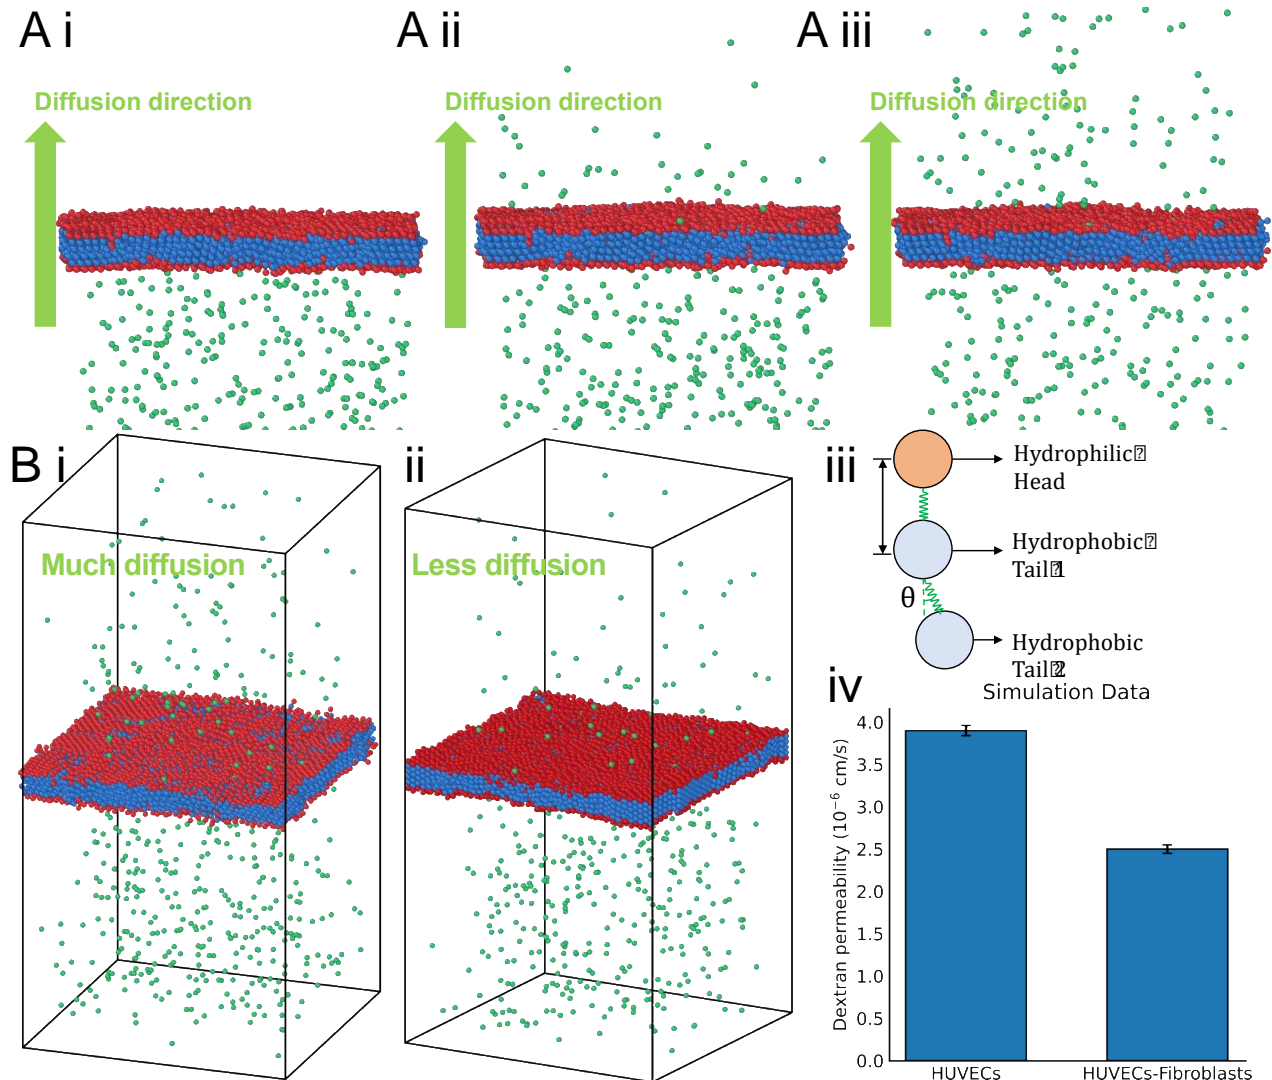 A i
A ii
A iii
Diffusion direction
Diffusion direction
Diffusion direction
B i
ii
iii
Much diffusion
Less diffusion
Hydrophilic
Head
Hydrophobic
Tail 1
θ
Hydrophobic
Tail 2
iv
Simulation Data
Dextran permeability (10⁻⁶ cm/s)
4.0
3.5
3.0
2.5
2.0
1.5
1.0
0.5
0.0
HUVECs
HUVECs-Fibroblasts